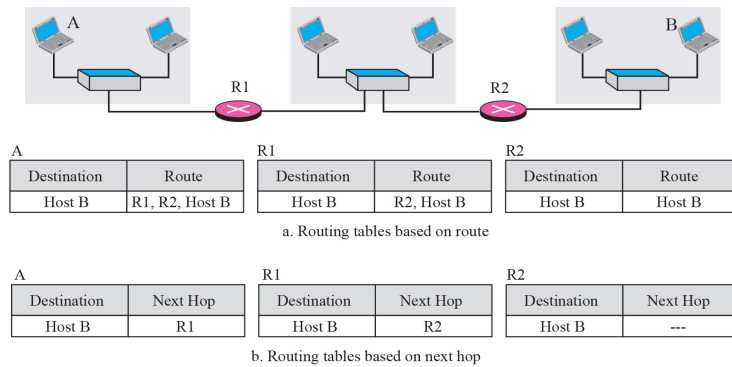 A B
R1 R2
A R1 R2
Destination Route Destination Route Destination Route
Host B R1, R2, Host B Host B R2, Host B Host B Host B
a. Routing tables based on route
A R1 R2
Destination Next Hop Destination Next Hop Destination Next Hop
Host B R1 Host B R2 Host B ---
b. Routing tables based on next hop